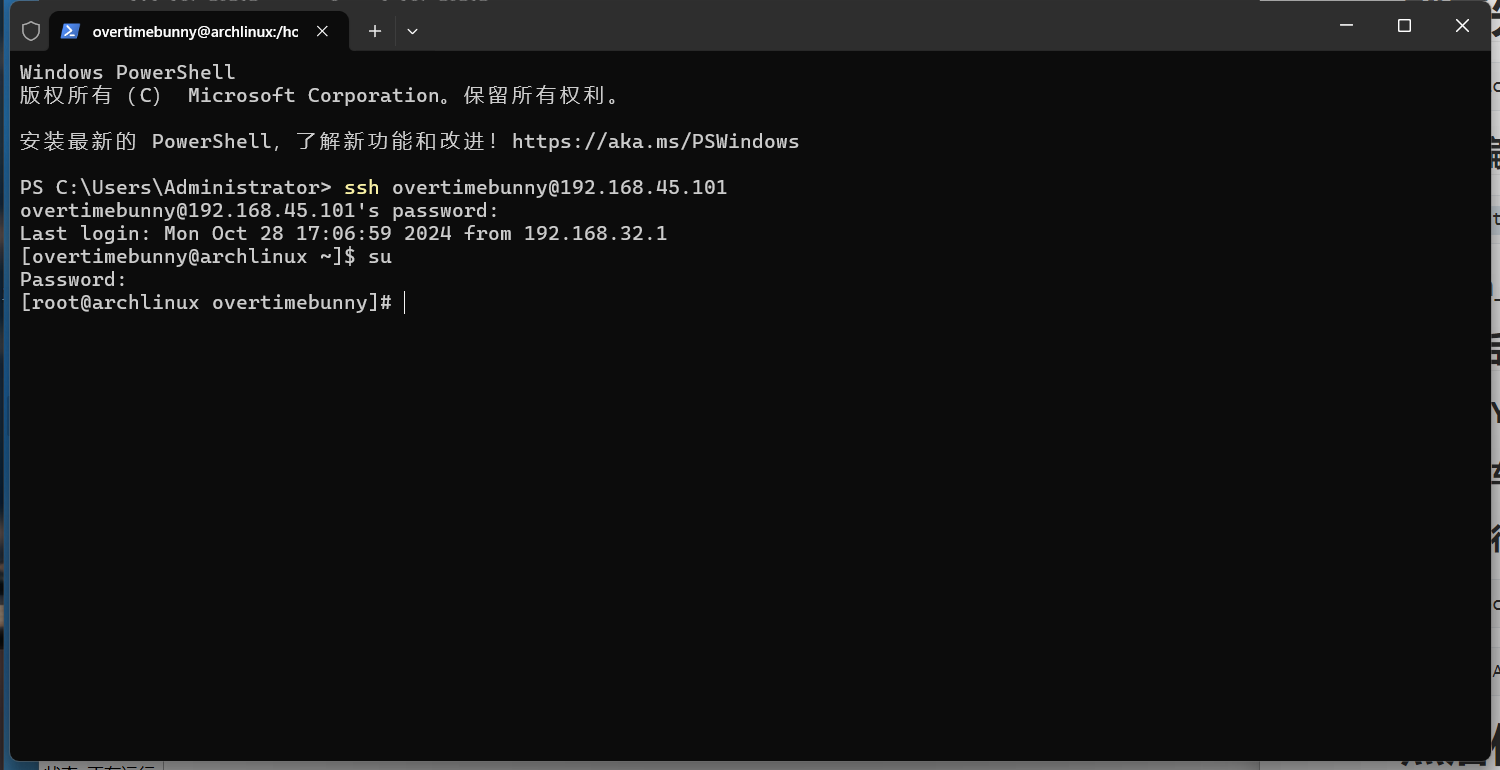 overtimebunny@archlinux:/hc
Windows PowerShell
版权所有 (C) Microsoft Corporation。保留所有权利。
安装最新的 PowerShell，了解新功能和改进！https://aka.ms/PSWindows
PS C:\Users\Administrator> ssh overtimebunny@192.168.45.101
overtimebunny@192.168.45.101's password:
Last login: Mon Oct 28 17:06:59 2024 from 192.168.32.1
[overtimebunny@archlinux ~]$ su
Password:
[root@archlinux overtimebunny]#